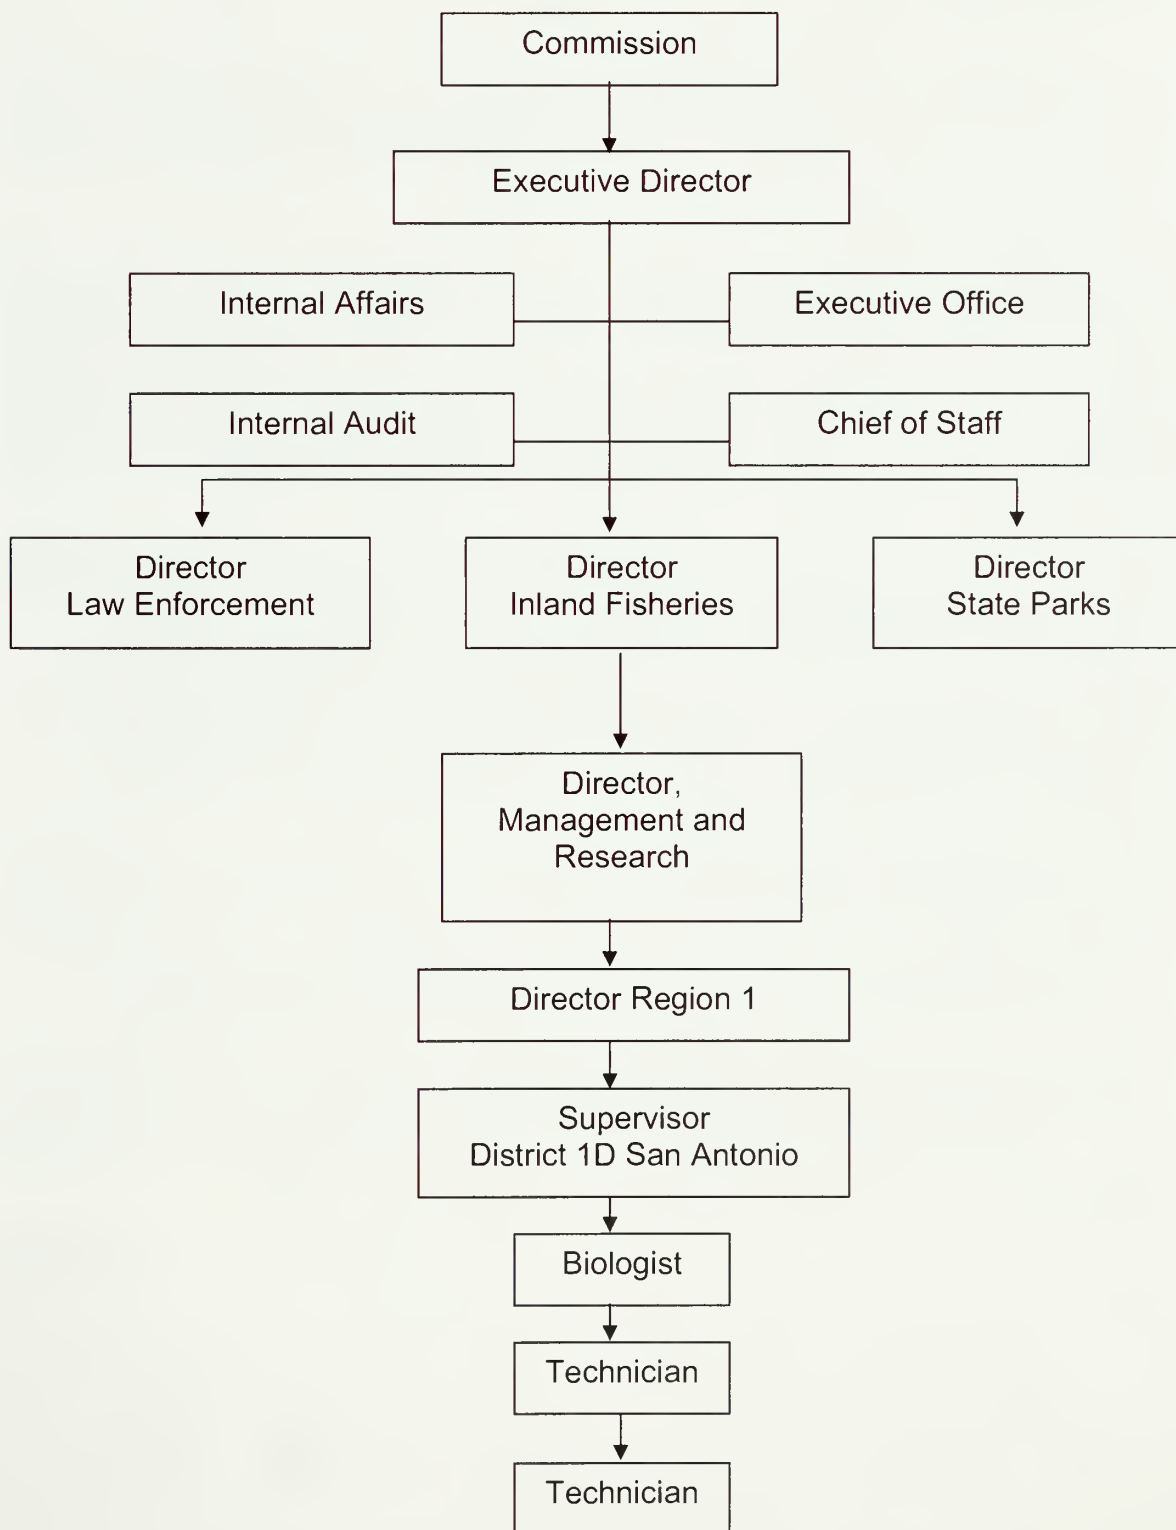 Commission
Executive Director
Internal Affairs
Executive Office
Internal Audit
Chief of Staff
Director
Law Enforcement
Director
Inland Fisheries
Director
State Parks
Director,
Management and
Research
Director Region 1
Supervisor
District 1D San Antonio
Biologist
Technician
Technician